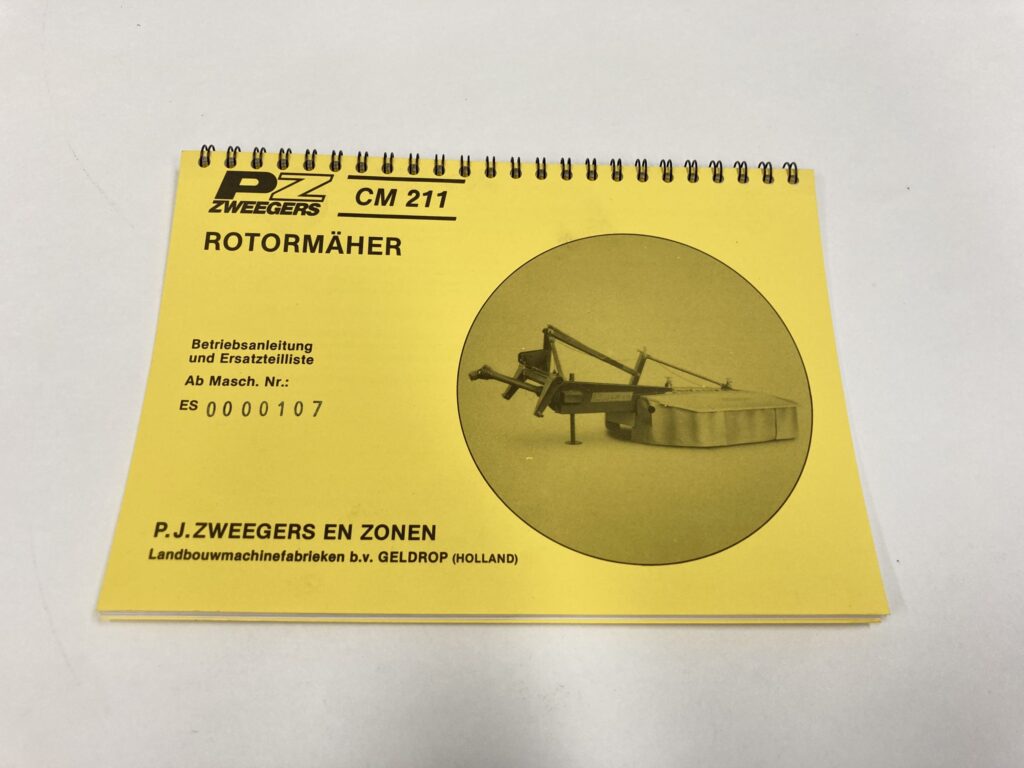 PZ
ZWEEGERS
CM 211
ROTORMÄHER
Betriebsanleitung
und Ersatzteilliste
Ab Masch. Nr.:
ES 0000107
P.J. ZWEEGERS EN ZONEN
Landbouwmachinefabrieken b.v. GELDROP (HOLLAND)